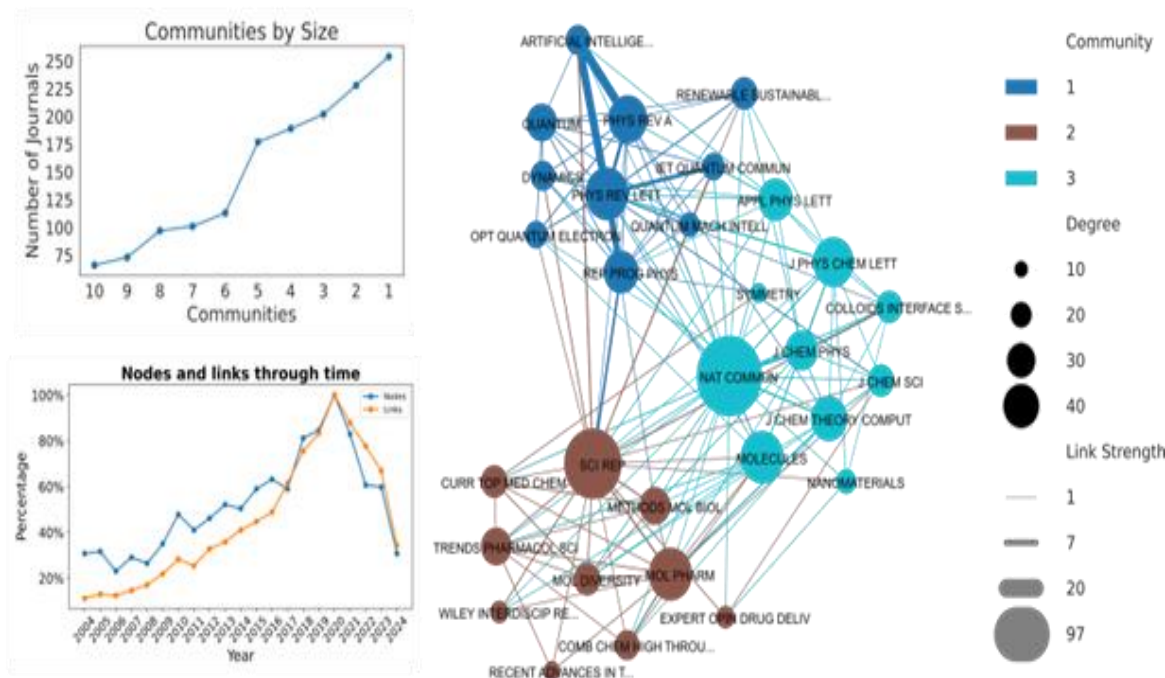 Communities by Size
Number of Journals
250
225
200
175
150
125
100
75
10 9 8 7 6 5 4 3 2 1
Communities
Nodes and links through time
Nodes
Links
Percentage
100%
80%
60%
40%
20%
2004 2005 2006 2007 2008 2009 2010 2011 2012 2013 2014 2015 2016 2017 2018 2019 2020 2021 2022 2023 2024
Year
ARTIFICIAL INTELLIGE...
RENEWABLE SUSTAINABL...
QUANTUM
PHYS REV A
IET QUANTUM COMMUN
DYNAMICS
PHYS REV LETT
APPL PHYS LETT
QUANTUM MACH INTELL
OPT QUANTUM ELECTRON
J PHYS CHEM LETT
REP PROG PHYS
SYMMETRY
COLLOIDS INTERFACE S...
J CHEM PHYS
NAT COMMUN
J CHEM SCI
J CHEM THEORY COMPUT
MOLECULES
SCI REP
CURR TOP MED CHEM
NANOMATERIALS
METHODS MOL BIOL
TRENDS PHARMACOL SCI
MOL DIVERSITY
MOL PHARM
WILEY INTERDISCIP RE...
EXPERT OPIN DRUG DELIV
COMB CHEM HIGH THROU...
RECENT ADVANCES IN T...
Community
1
2
3
Degree
10
20
30
40
Link Strength
1
7
20
97